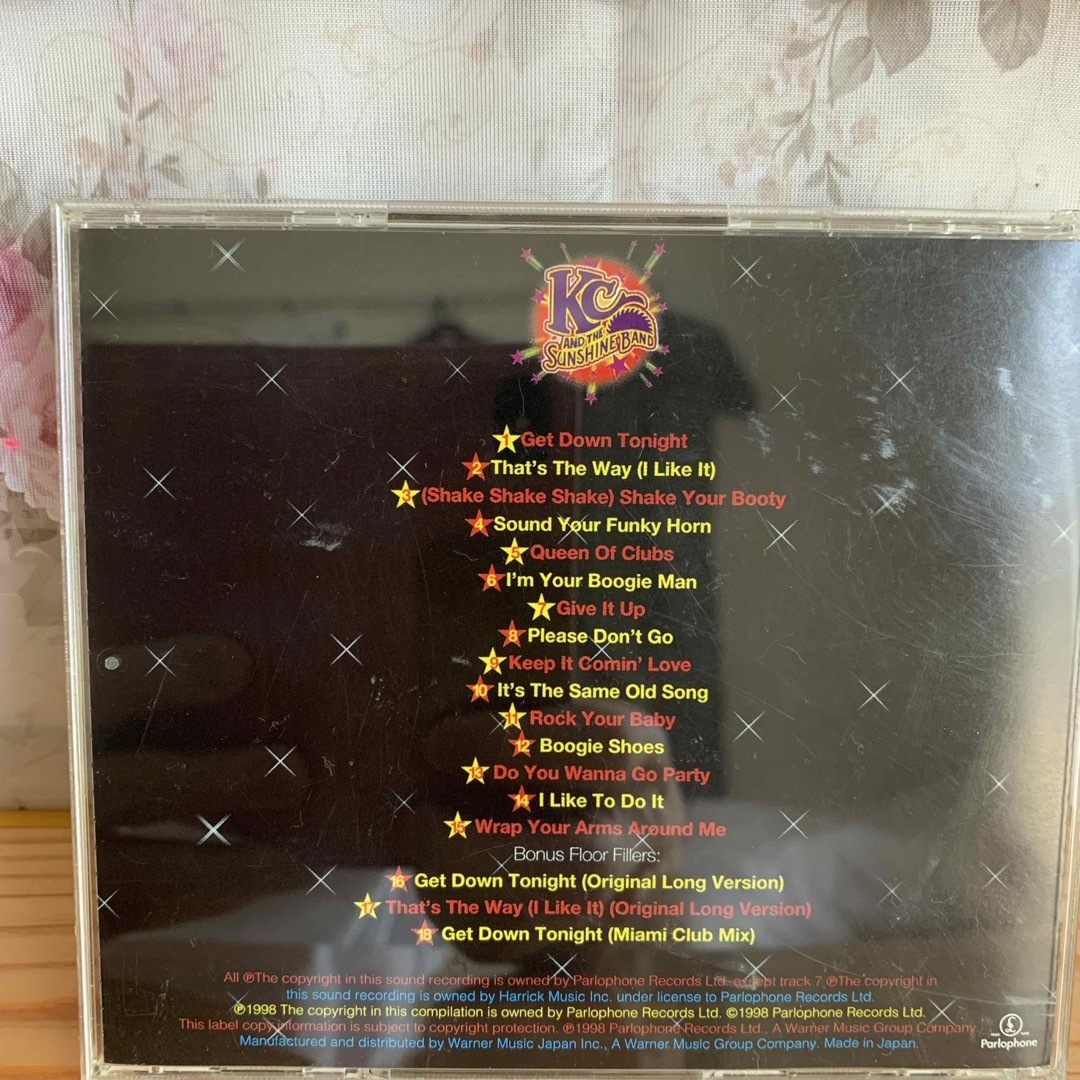 KC
AND THE
SUNSHINE BAND
1 Get Down Tonight
2 That's The Way (I Like It)
3 (Shake Shake Shake) Shake Your Booty
4 Sound Your Funky Horn
5 Queen Of Clubs
6 I'm Your Boogie Man
7 Give It Up
8 Please Don't Go
9 Keep It Comin' Love
10 It's The Same Old Song
11 Rock Your Baby
12 Boogie Shoes
13 Do You Wanna Go Party
14 I Like To Do It
15 Wrap Your Arms Around Me
Bonus Floor Fillers:
16 Get Down Tonight (Original Long Version)
17 That's The Way (I Like It) (Original Long Version)
18 Get Down Tonight (Miami Club Mix)
All ℗The copyright in this sound recording is owned by Parlophone Records Ltd. except track 7 ℗The copyright in
this sound recording is owned by Harrick Music Inc. under license to Parlophone Records Ltd.
℗1998 The copyright in this compilation is owned by Parlophone Records Ltd. ©1998 Parlophone Records Ltd.
This label copy information is subject to copyright protection. ℗1998 Parlophone Records Ltd., A Warner Music Group Company.
Manufactured and distributed by Warner Music Japan Inc., A Warner Music Group Company. Made in Japan.
£
Parlophone